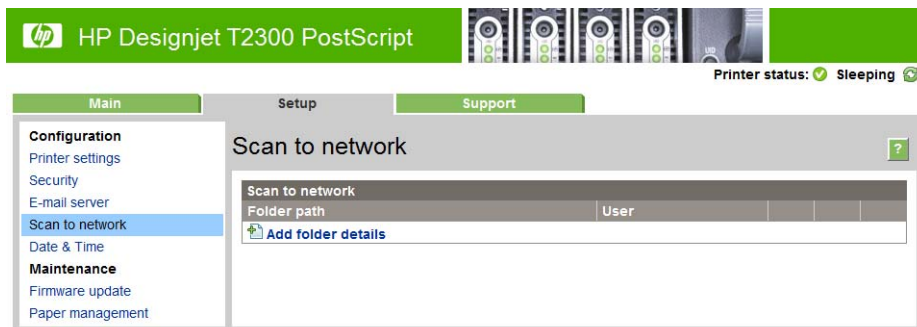 hp HP Designjet T2300 PostScript
UID
Printer status: Sleeping
Main Setup Support
Configuration
Printer settings
Security
E-mail server
Scan to network
Date & Time
Maintenance
Firmware update
Paper management
Scan to network
?
Scan to network
Folder path User
Add folder details